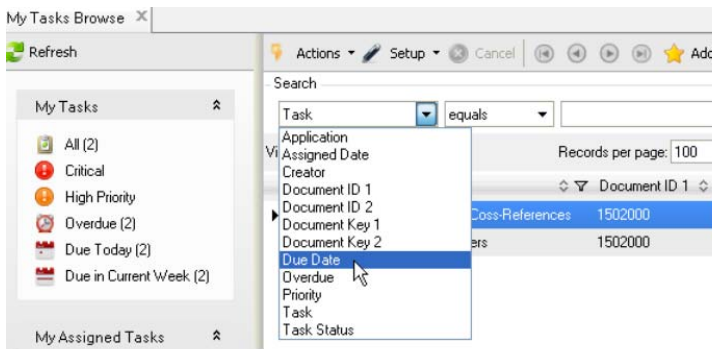 My Tasks Browse X
Refresh
Actions Setup Cancel Add
Search
My Tasks
Task equals
All (2)
Critical
High Priority
Overdue (2)
Due Today (2)
Due in Current Week (2)
My Assigned Tasks
Application
Assigned Date
Creator
Document ID 1
Document ID 2
Document Key 1
Document Key 2
Due Date
Overdue
Priority
Task
Task Status
Vi Records per page: 100
Document ID 1
Coss-References 1502000
ers 1502000